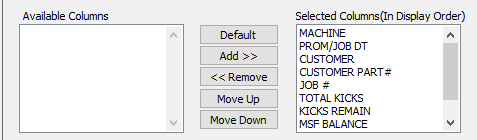 Available Columns
Default
Add >>
<< Remove
Move Up
Move Down
Selected Columns(In Display Order)
MACHINE
PROM/JOB DT
CUSTOMER
CUSTOMER PART#
JOB #
TOTAL KICKS
KICKS REMAIN
MSF BALANCE